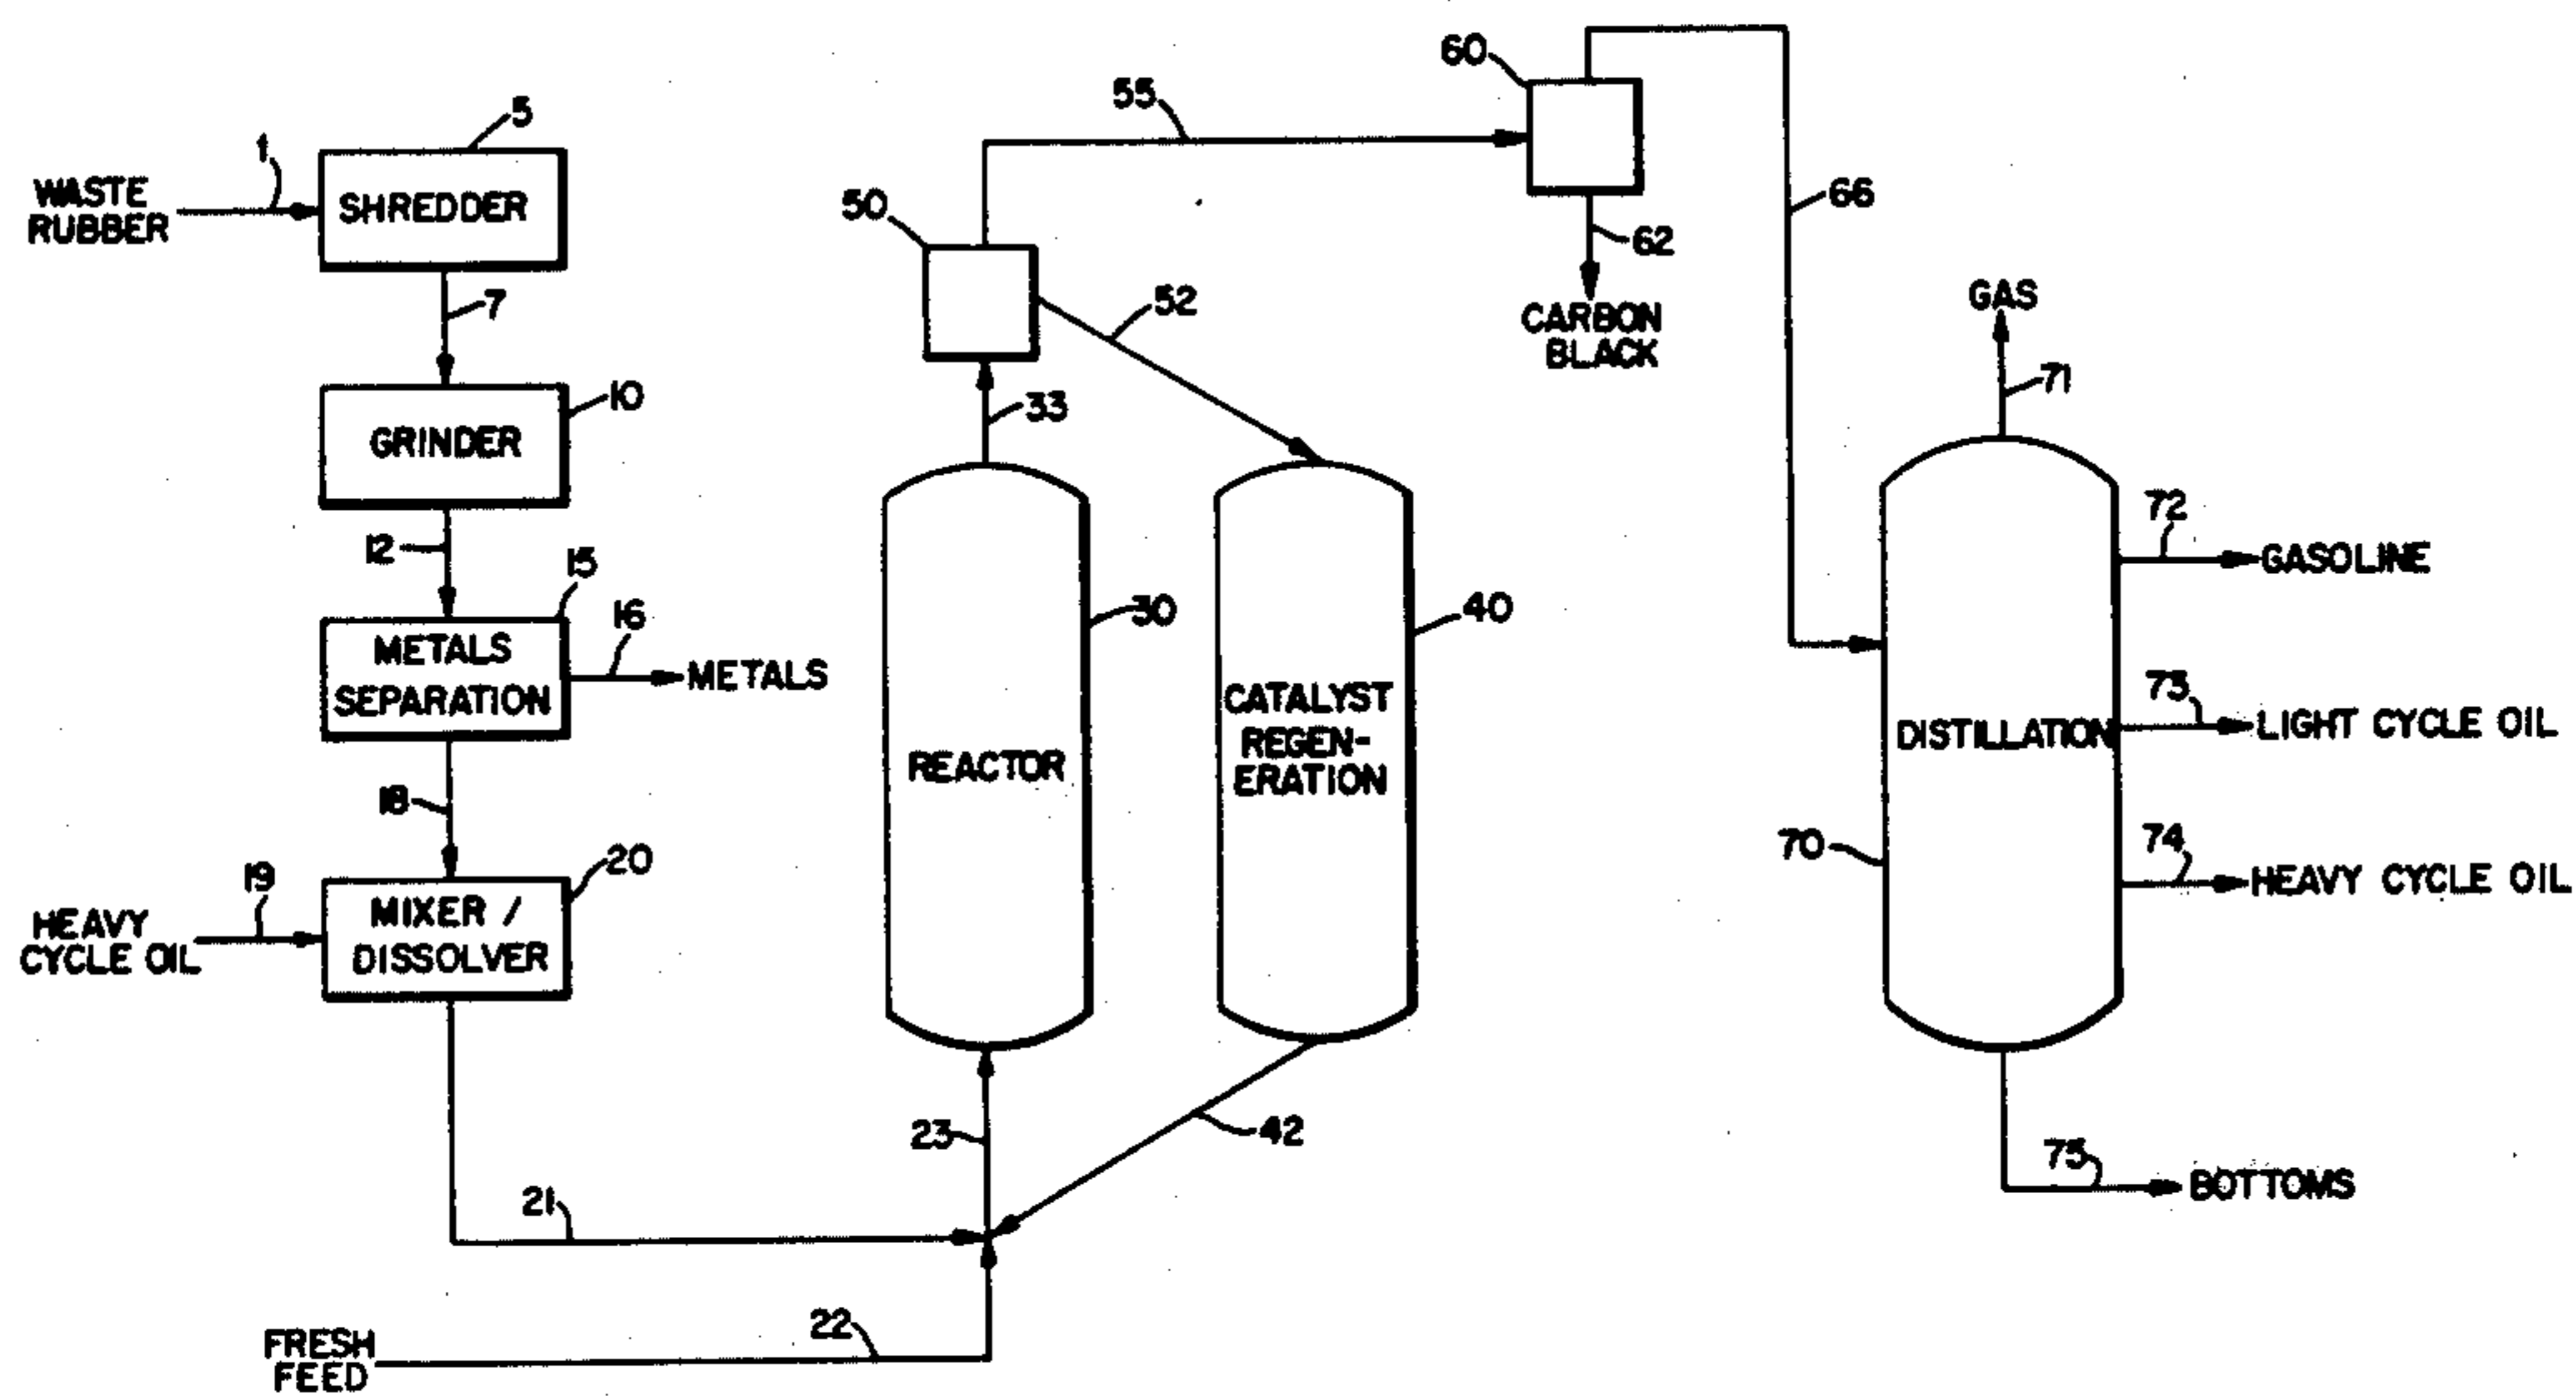 WASTE
RUBBER
1
5
SHREDDER
7
GRINDER
10
12
METALS
SEPARATION
15
16
METALS
18
HEAVY
CYCLE OIL
19
MIXER /
DISSOLVER
20
21
FRESH
FEED
22
23
REACTOR
30
33
CATALYST
REGEN-
ERATION
40
42
50
52
55
60
62
CARBON
BLACK
66
DISTILLATION
70
GAS
71
72
GASOLINE
73
LIGHT CYCLE OIL
74
HEAVY CYCLE OIL
75
BOTTOMS